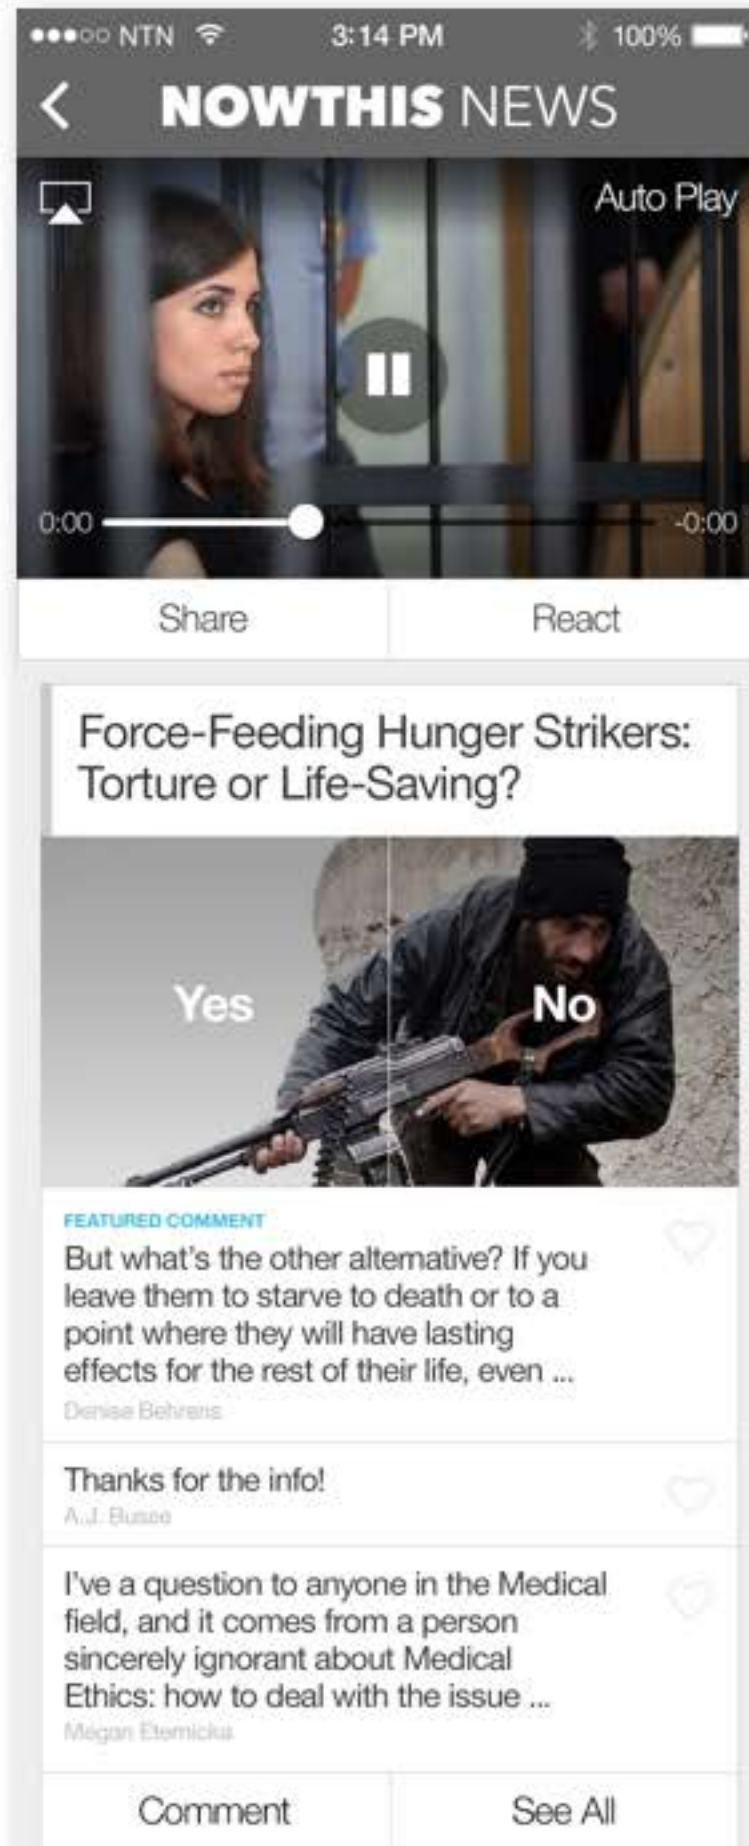 NTN 3:14 PM 100%
NOWTHIS NEWS
Auto Play
0:00 -0:00
Share React
Force-Feeding Hunger Strikers:
Torture or Life-Saving?
Yes No
FEATURED COMMENT
But what's the other alternative? If you
leave them to starve to death or to a
point where they will have lasting
effects for the rest of their life, even ...
Denise Behrens
Thanks for the info!
A.J.
I've a question to anyone in the Medical
field, and it comes from a person
sincerely ignorant about Medical
Ethics: how to deal with the issue ...
Megan
Comment See All